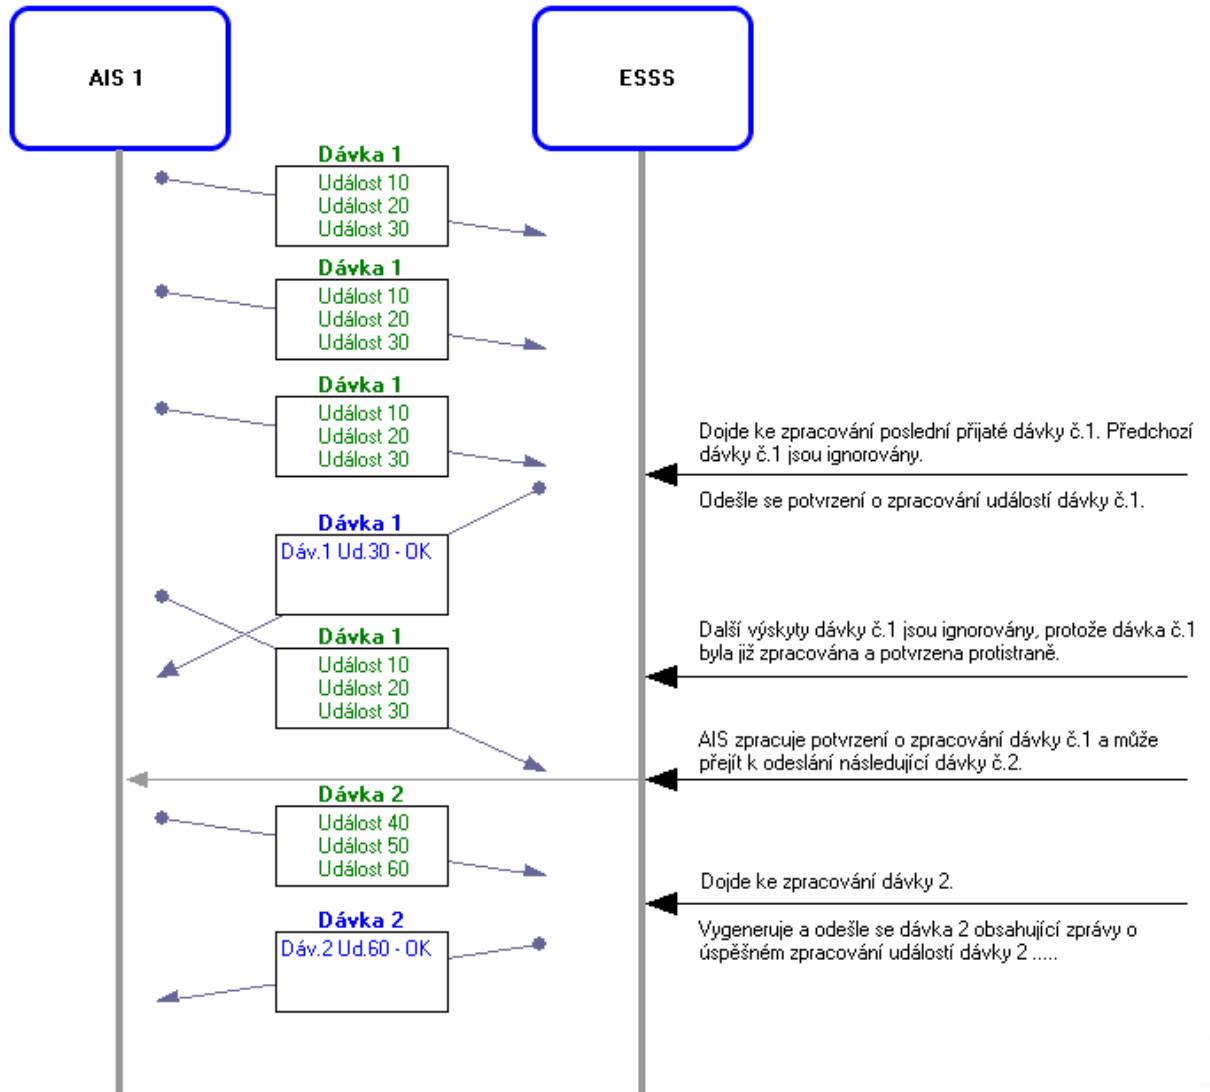 AIS 1
ESSS
Dávka 1
Událost 10
Událost 20
Událost 30
Dávka 1
Událost 10
Událost 20
Událost 30
Dávka 1
Událost 10
Událost 20
Událost 30
Dojde ke zpracování poslední přijaté dávky č.1. Předchozí
dávky č.1 jsou ignorovány.
Odešle se potvrzení o zpracování událostí dávky č.1.
Dávka 1
Dáv.1 Ud.30 - OK
Další výskyty dávky č.1 jsou ignorovány, protože dávka č.1
byla již zpracována a potvrzena protistraně.
Dávka 1
Událost 10
Událost 20
Událost 30
AIS zpracuje potvrzení o zpracování dávky č.1 a může
přejít k odeslání následující dávky č.2.
Dávka 2
Událost 40
Událost 50
Událost 60
Dojde ke zpracování dávky 2.
Dávka 2
Dáv.2 Ud.60 - OK
Vygeneruje a odešle se dávka 2 obsahující zprávy o
úspěšném zpracování událostí dávky 2 .....